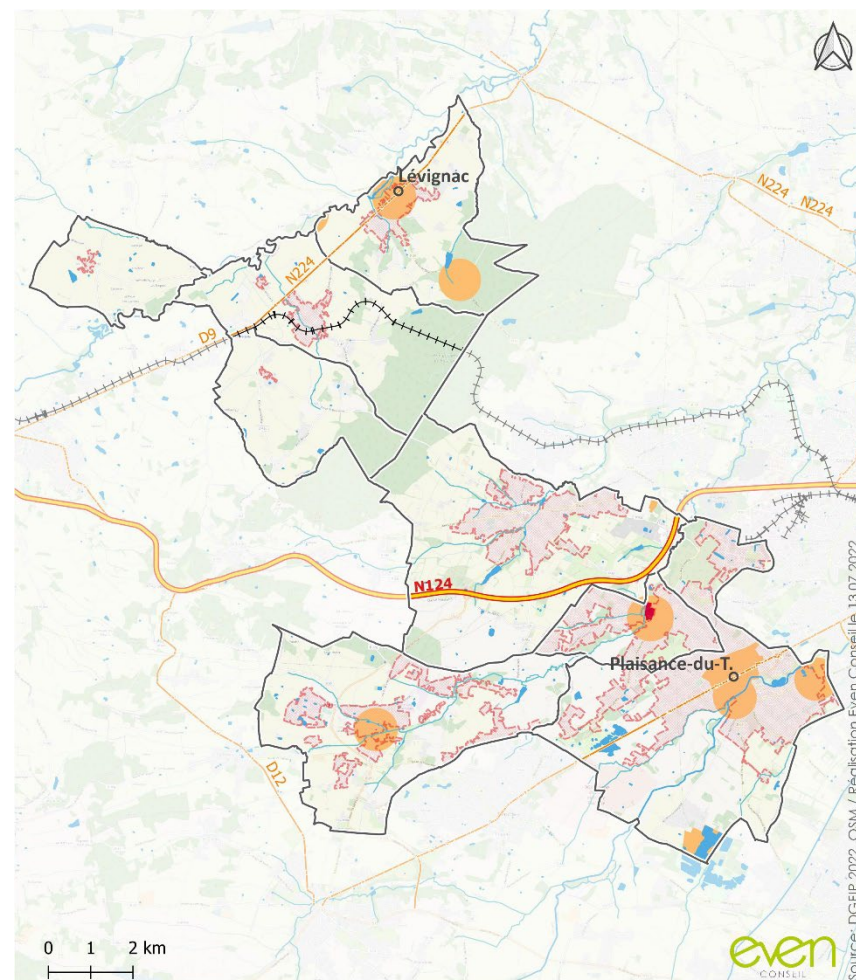 Lévignac
N224
N224
N224
D9
N124
Plaisance-du-T.
D12
0 1 2 km
even
CONSEIL
Source: DGFIP 2022, OSM / Réalisation Even Conseil le 13.07.2022